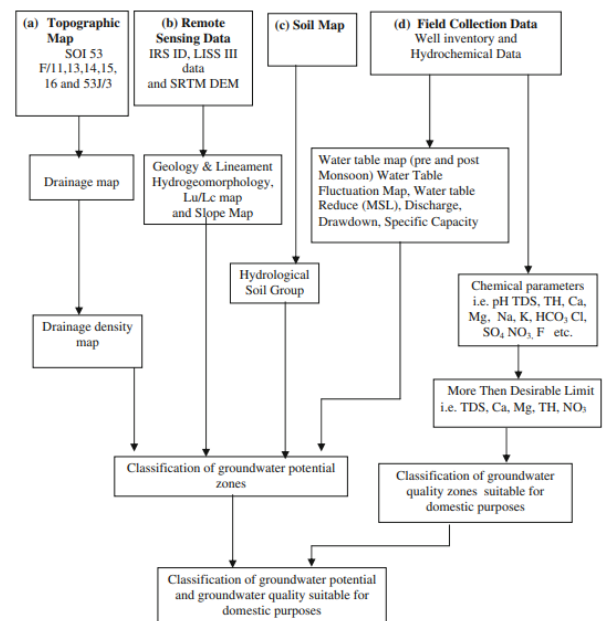 (a) Topographic
Map
SOI 53
F/11,13,14,15,
16 and 53J/3
(b) Remote
Sensing Data
IRS ID, LISS III
data
and SRTM DEM
(c) Soil Map
(d) Field Collection Data
Well inventory and
Hydrochemical Data
Drainage map
Geology & Lineament
Hydrogeomorphology,
Lu/Lc map
and Slope Map
Water table map (pre and post
Monsoon) Water Table
Fluctuation Map, Water table
Reduce (MSL), Discharge,
Drawdown, Specific Capacity
Hydrological
Soil Group
Chemical parameters
i.e. pH TDS, TH, Ca,
Mg, Na, K, HCO3 Cl,
SO4 NO3, F etc.
Drainage density
map
More Then Desirable Limit
i.e. TDS, Ca, Mg, TH, NO3
Classification of groundwater potential
zones
Classification of groundwater
quality zones suitable for
domestic purposes
Classification of groundwater potential
and groundwater quality suitable for
domestic purposes